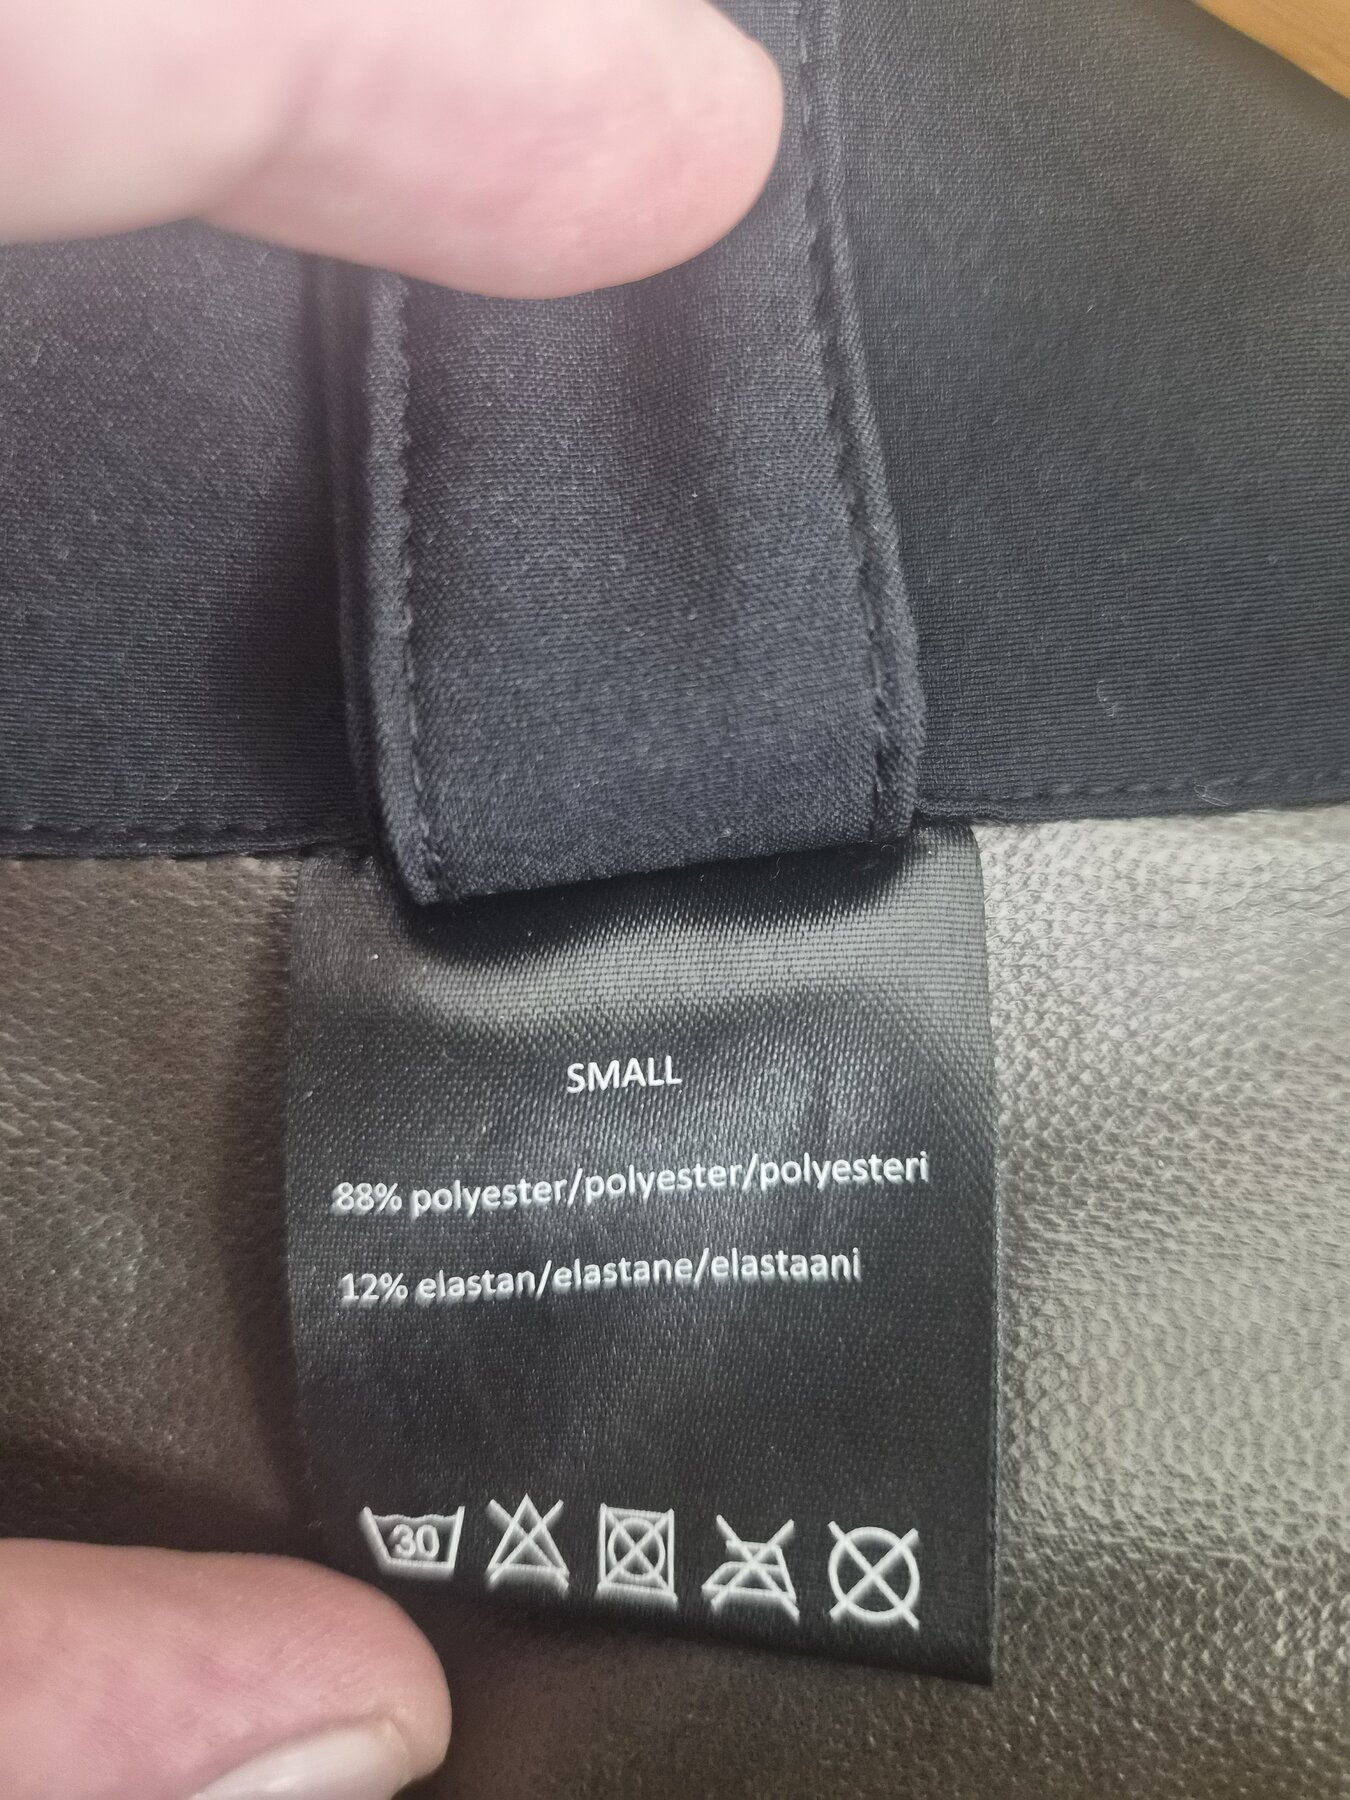 SMALL
88% polyester/polyester/polyesteri
12% elastan/elastane/elastaani
30